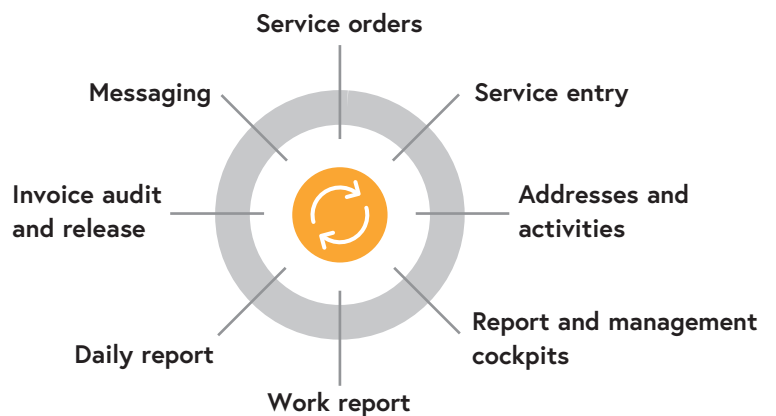 Service orders
Messaging
Service entry
Invoice audit
and release
Addresses and
activities
Daily report
Report and management
cockpits
Work report